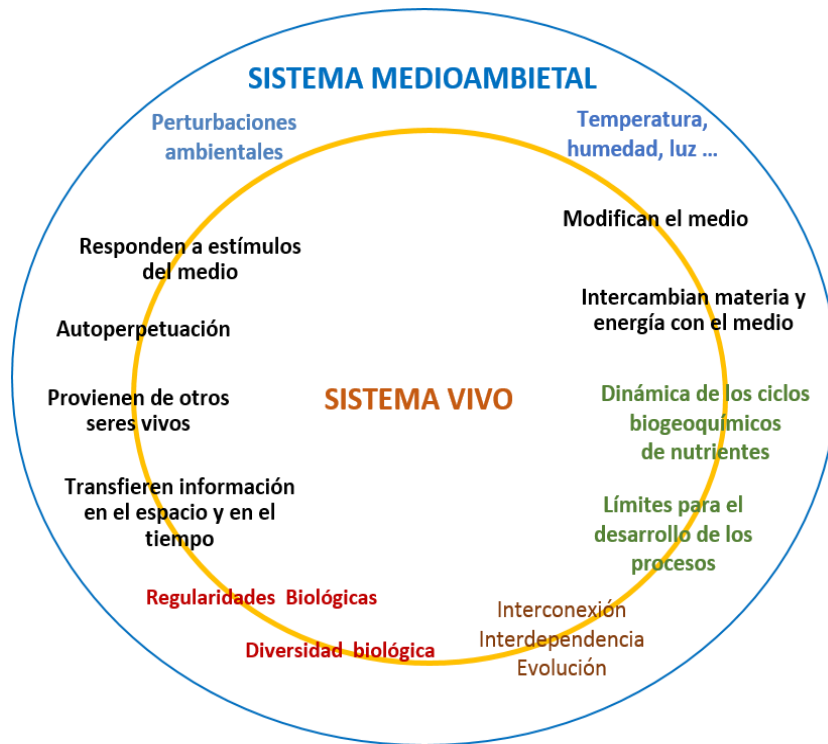 SISTEMA MEDIOAMBIETAL
Perturbaciones
ambientales
Temperatura,
humedad, luz ...
Modifican el medio
Responden a estímulos
del medio
Intercambian materia y
energía con el medio
Autoperpetuación
Provienen de otros
seres vivos
SISTEMA VIVO
Dinámica de los ciclos
biogeoquímicos
de nutrientes
Transfieren información
en el espacio y en el
tiempo
Límites para el
desarrollo de los
procesos
Regularidades Biológicas
Diversidad biológica
Interconexión
Interdependencia
Evolución